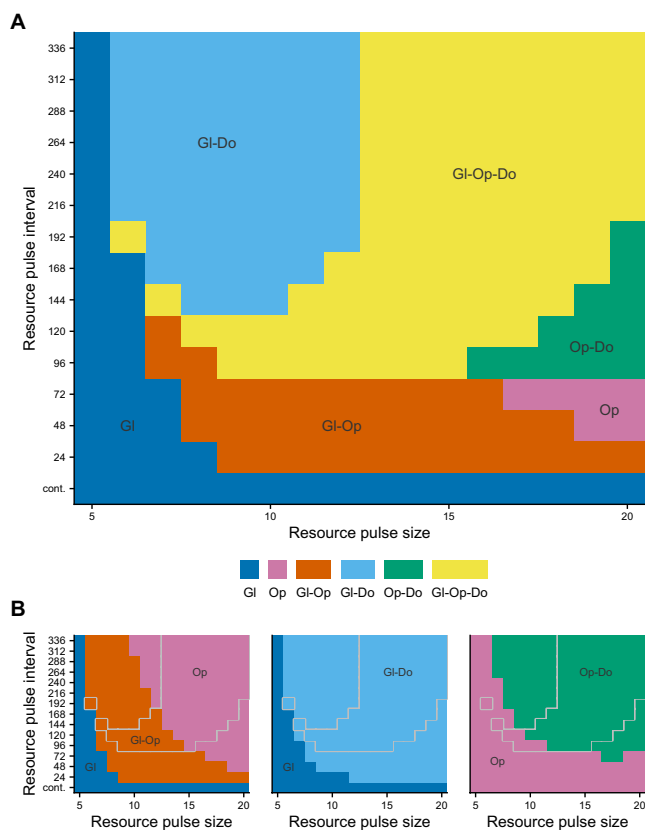 A
Resource pulse interval
336
312
288
264
240
216
192
168
144
120
96
72
48
24
cont.
Gl-Do
Gl-Op-Do
Op-Do
Op
Gl
Gl-Op
5 10 15 20
Resource pulse size
Gl Op Gl-Op Gl-Do Op-Do Gl-Op-Do
B
Resource pulse interval
336
312
288
264
240
216
192
168
144
120
96
72
48
24
cont.
Op
Gl-Op
Gl
5 10 15 20
Resource pulse size
Gl-Do
Gl
5 10 15 20
Resource pulse size
Op-Do
Op
5 10 15 20
Resource pulse size